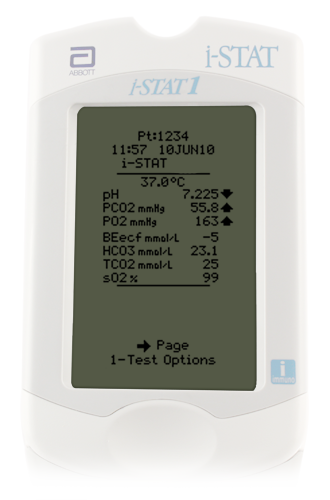 ABBOTT
i-STAT
i-STAT 1
Pt:1234
11:57 10JUN10
i-STAT
37.0°C
pH 7.225🡇
PCO2 mmHg 55.8🡅
PO2 mmHg 163🡅
BEecf mmol/L -5
HCO3 mmol/L 23.1
TCO2 mmol/L 25
sO2 % 99
➔ Page
1-Test Options
i